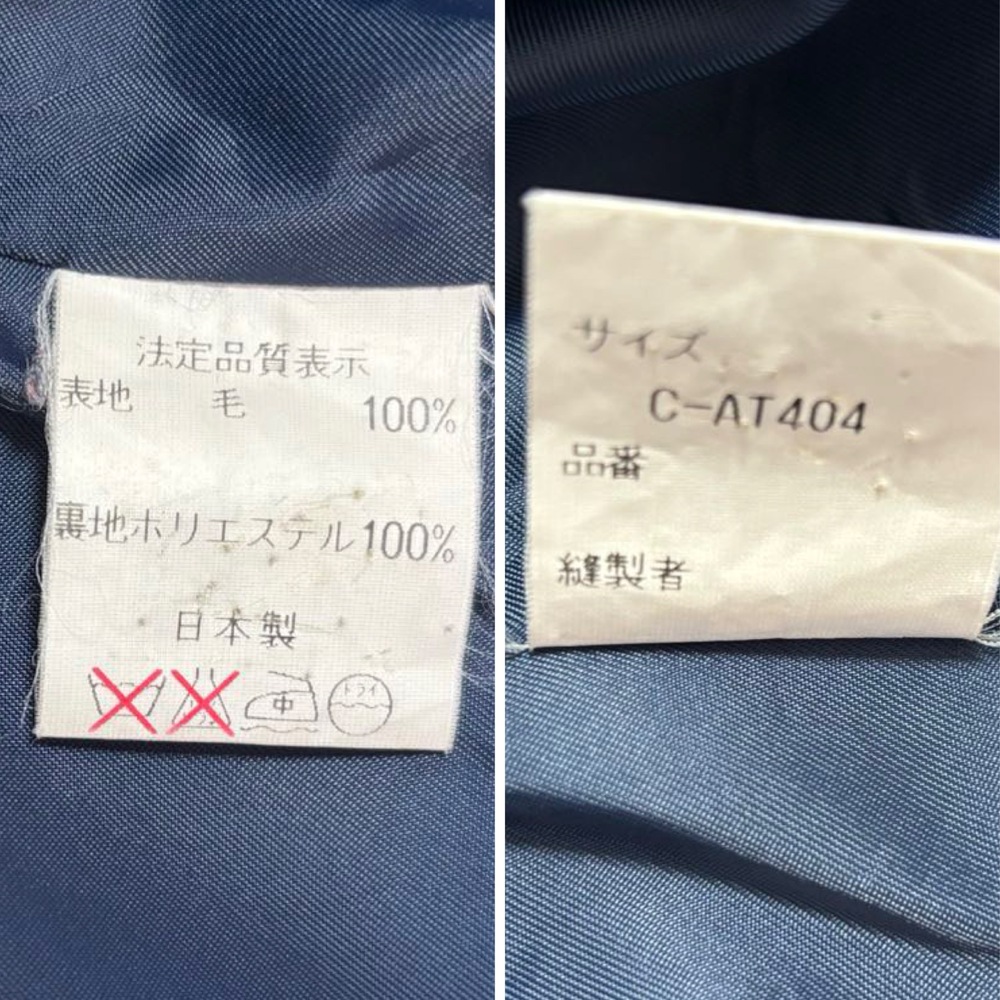 法定品質表示
表地 毛 100%
裏地ポリエステル100%
日本製
中 ドライ
サイズ
C-AT404
品番
縫製者